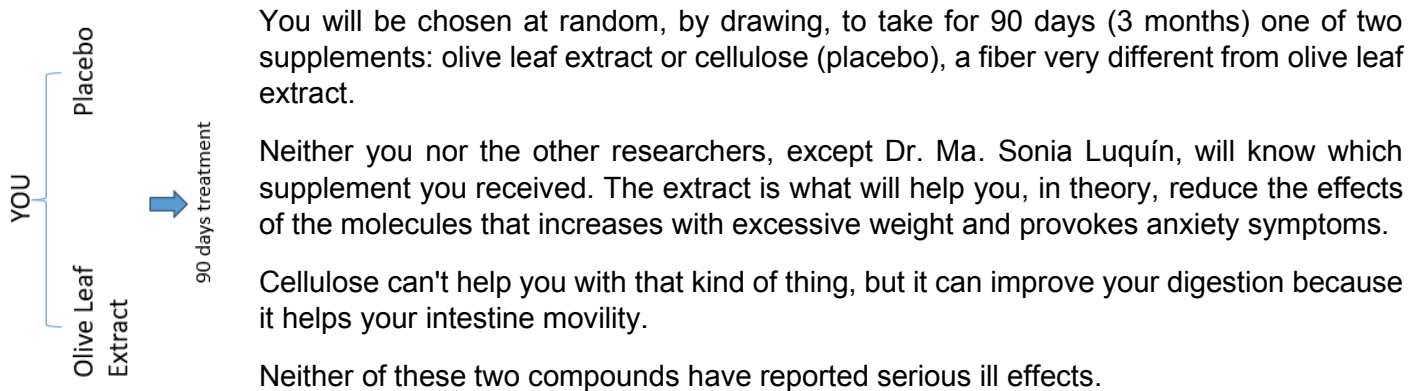 YOU
Placebo
Olive Leaf
Extract
90 days treatment
You will be chosen at random, by drawing, to take for 90 days (3 months) one of two
supplements: olive leaf extract or cellulose (placebo), a fiber very different from olive leaf
extract.
Neither you nor the other researchers, except Dr. Ma. Sonia Luquín, will know which
supplement you received. The extract is what will help you, in theory, reduce the effects
of the molecules that increases with excessive weight and provokes anxiety symptoms.
Cellulose can't help you with that kind of thing, but it can improve your digestion because
it helps your intestine movility.
Neither of these two compounds have reported serious ill effects.